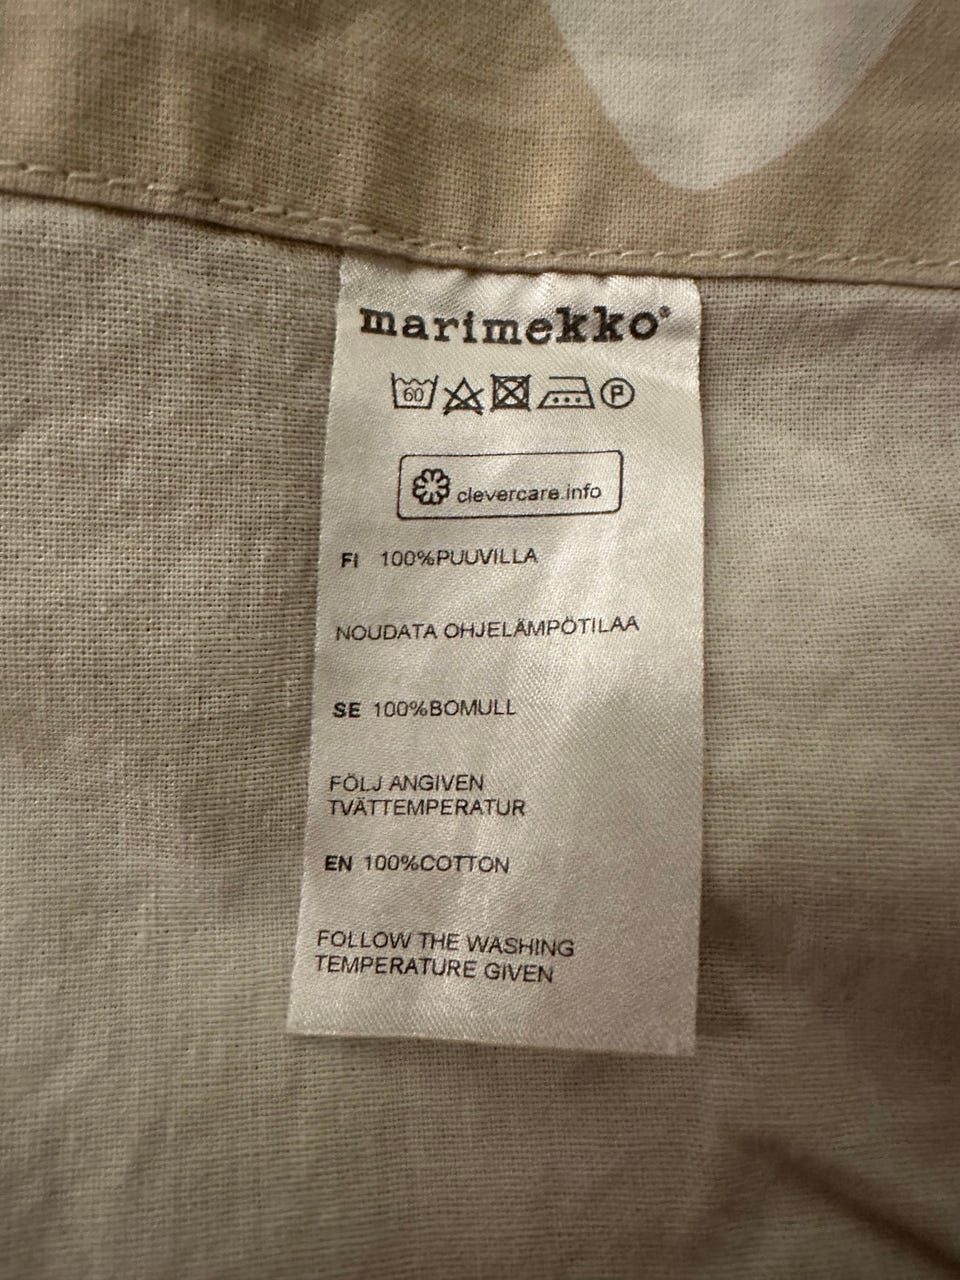 marimekko®
60 P
clevercare.info
FI 100%PUUVILLA
NOUDATA OHJELÄMPÖTILAA
SE 100%BOMULL
FÖLJ ANGIVEN
TVÄTTEMPERATUR
EN 100%COTTON
FOLLOW THE WASHING
TEMPERATURE GIVEN